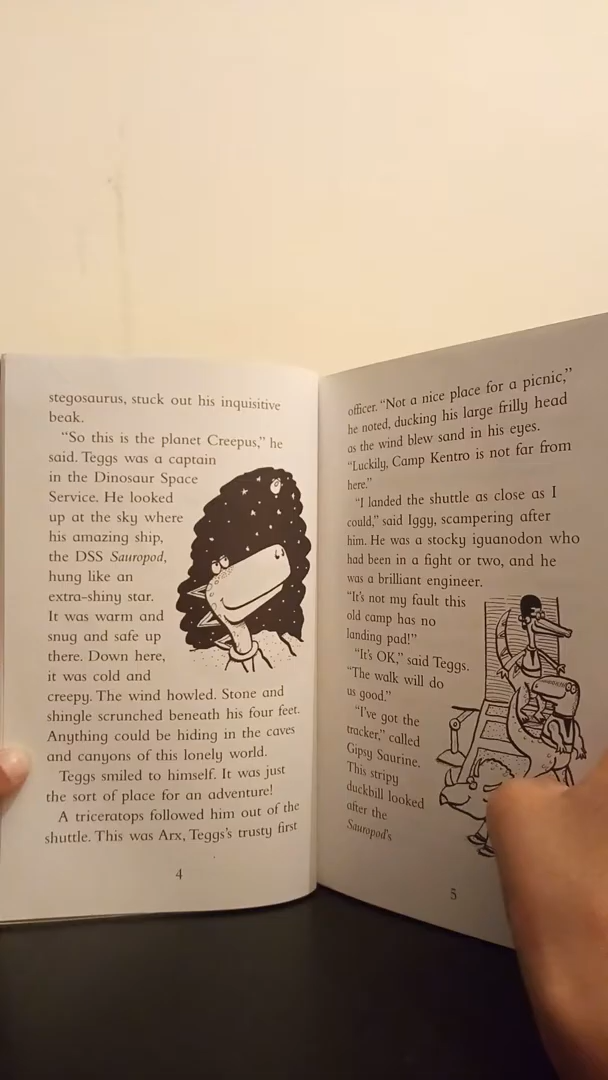 stegosaurus, stuck out his inquisitive
beak.
“So this is the planet Creepus,” he
said. Teggs was a captain
in the Dinosaur Space
Service. He looked
up at the sky where
his amazing ship,
the DSS Sauropod,
hung like an
extra-shiny star.
It was warm and
snug and safe up
there. Down here,
it was cold and
creepy. The wind howled. Stone and
shingle scrunched beneath his four feet.
Anything could be hiding in the caves
and canyons of this lonely world.
Teggs smiled to himself. It was just
the sort of place for an adventure!
A triceratops followed him out of the
shuttle. This was Arx, Teggs’s trusty first
4
officer. “Not a nice place for a picnic,”
he noted, ducking his large frilly head
as the wind blew sand in his eyes.
“Luckily, Camp Kentro is not far from
here.”
“I landed the shuttle as close as I
could,” said Iggy, scampering after
him. He was a stocky iguanodon who
had been in a fight or two, and he
was a brilliant engineer.
“It’s not my fault this
old camp has no
landing pad!”
“It’s OK,” said Teggs.
“The walk will do
us good.”
“I’ve got the
tracker,” called
Gipsy Saurine.
This stripy
duckbill looked
after the
Sauropod’s
5